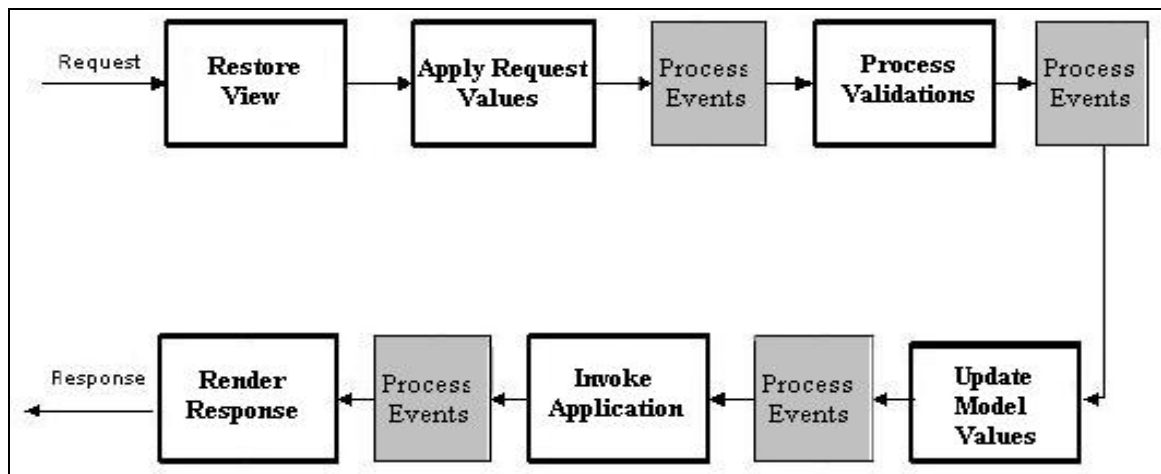 Request
Restore
View
Apply Request
Values
Process
Events
Process
Validations
Process
Events
Update
Model
Values
Process
Events
Invoke
Application
Process
Events
Render
Response
Response